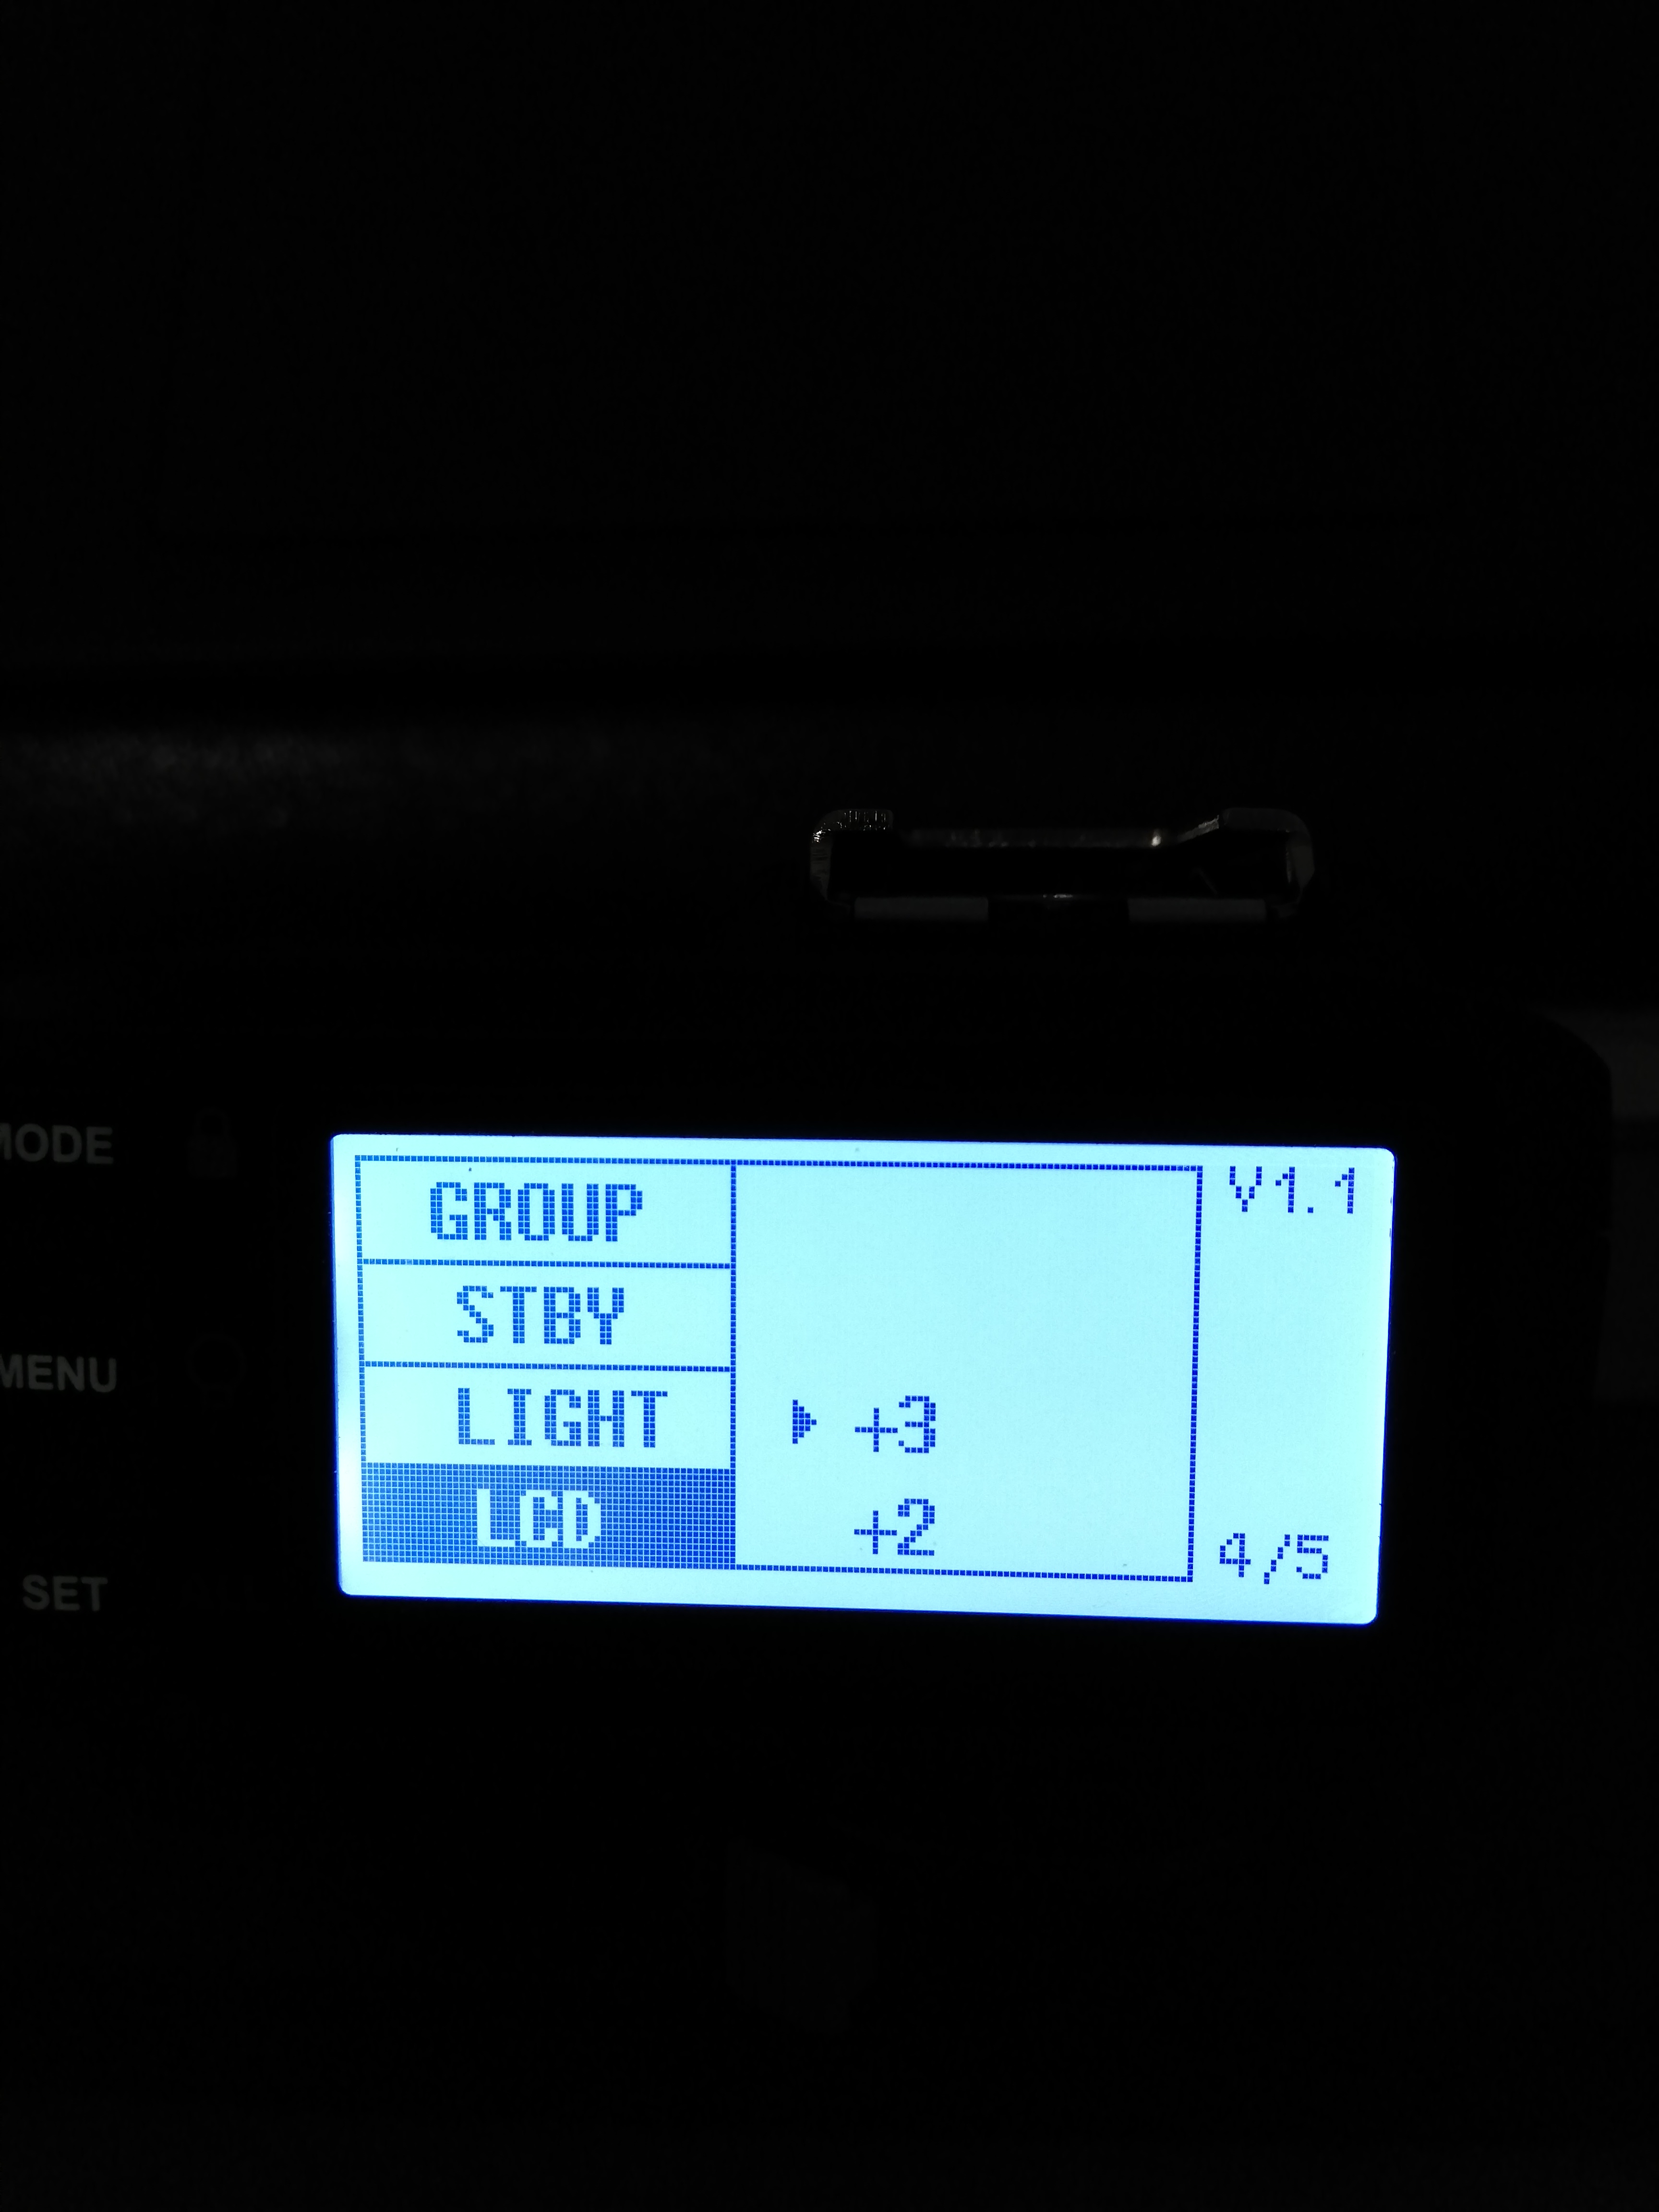 MODE
MENU
SET
GROUP
STBY
LIGHT
LCD
+3
+2
V1.1
4/5